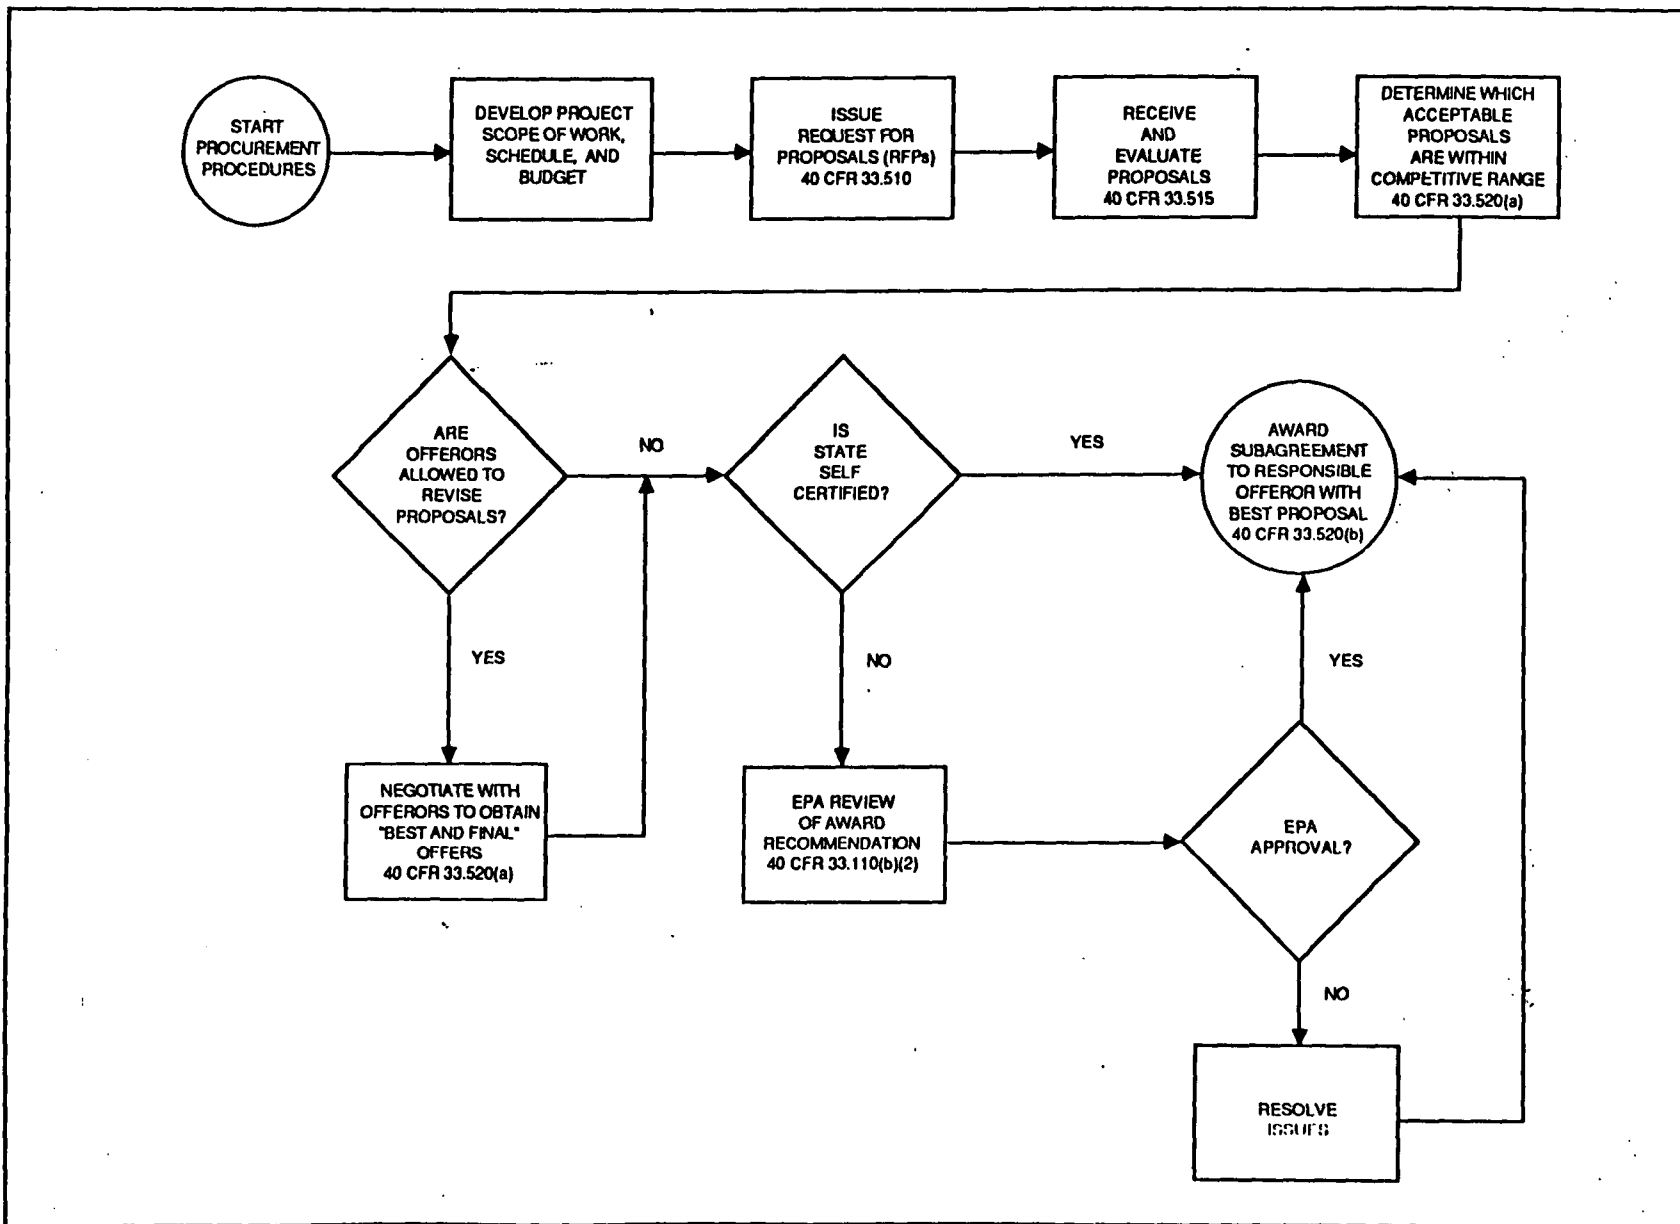 START
PROCUREMENT
PROCEDURES
DEVELOP PROJECT
SCOPE OF WORK,
SCHEDULE, AND
BUDGET
ISSUE
REQUEST FOR
PROPOSALS (RFPs)
40 CFR 33.510
RECEIVE
AND
EVALUATE
PROPOSALS
40 CFR 33.515
DETERMINE WHICH
ACCEPTABLE
PROPOSALS
ARE WITHIN
COMPETITIVE RANGE
40 CFR 33.520(a)
ARE
OFFERORS
ALLOWED TO
REVISE
PROPOSALS?
NO
IS
STATE
SELF
CERTIFIED?
YES
AWARD
SUBAGREEMENT
TO RESPONSIBLE
OFFEROR WITH
BEST PROPOSAL
40 CFR 33.520(b)
YES
NO
YES
NEGOTIATE WITH
OFFERORS TO OBTAIN
"BEST AND FINAL"
OFFERS
40 CFR 33.520(a)
EPA REVIEW
OF AWARD
RECOMMENDATION
40 CFR 33.110(b)(2)
EPA
APPROVAL?
NO
RESOLVE
ISSUES